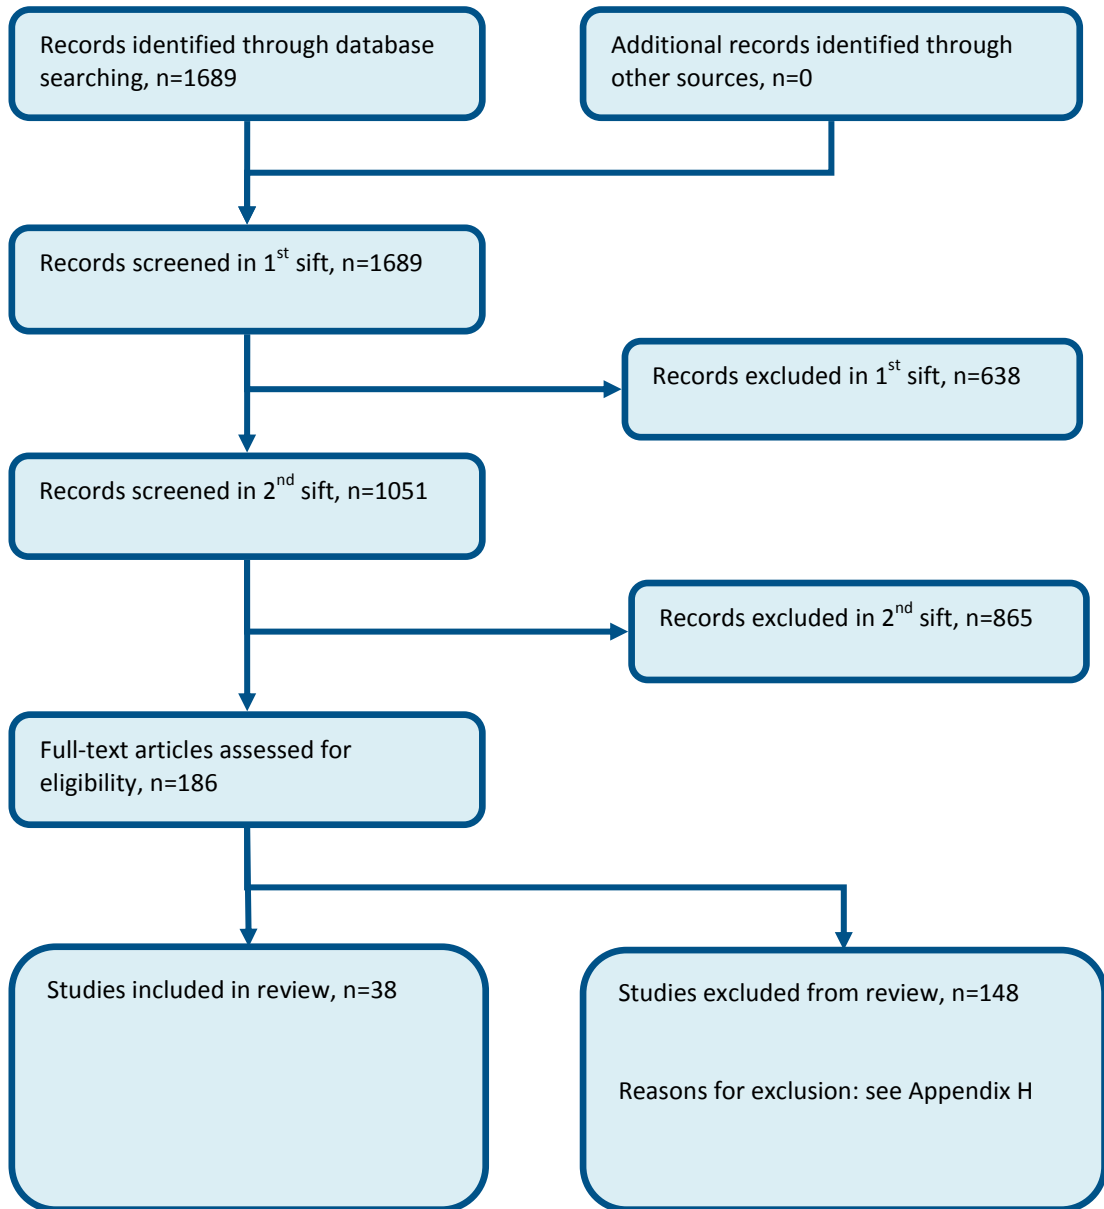 Records identified through database
searching, n=1689
Additional records identified through
other sources, n=0
Records screened in 1st sift, n=1689
Records excluded in 1st sift, n=638
Records screened in 2nd sift, n=1051
Records excluded in 2nd sift, n=865
Full-text articles assessed for
eligibility, n=186
Studies included in review, n=38
Studies excluded from review, n=148
Reasons for exclusion: see Appendix H